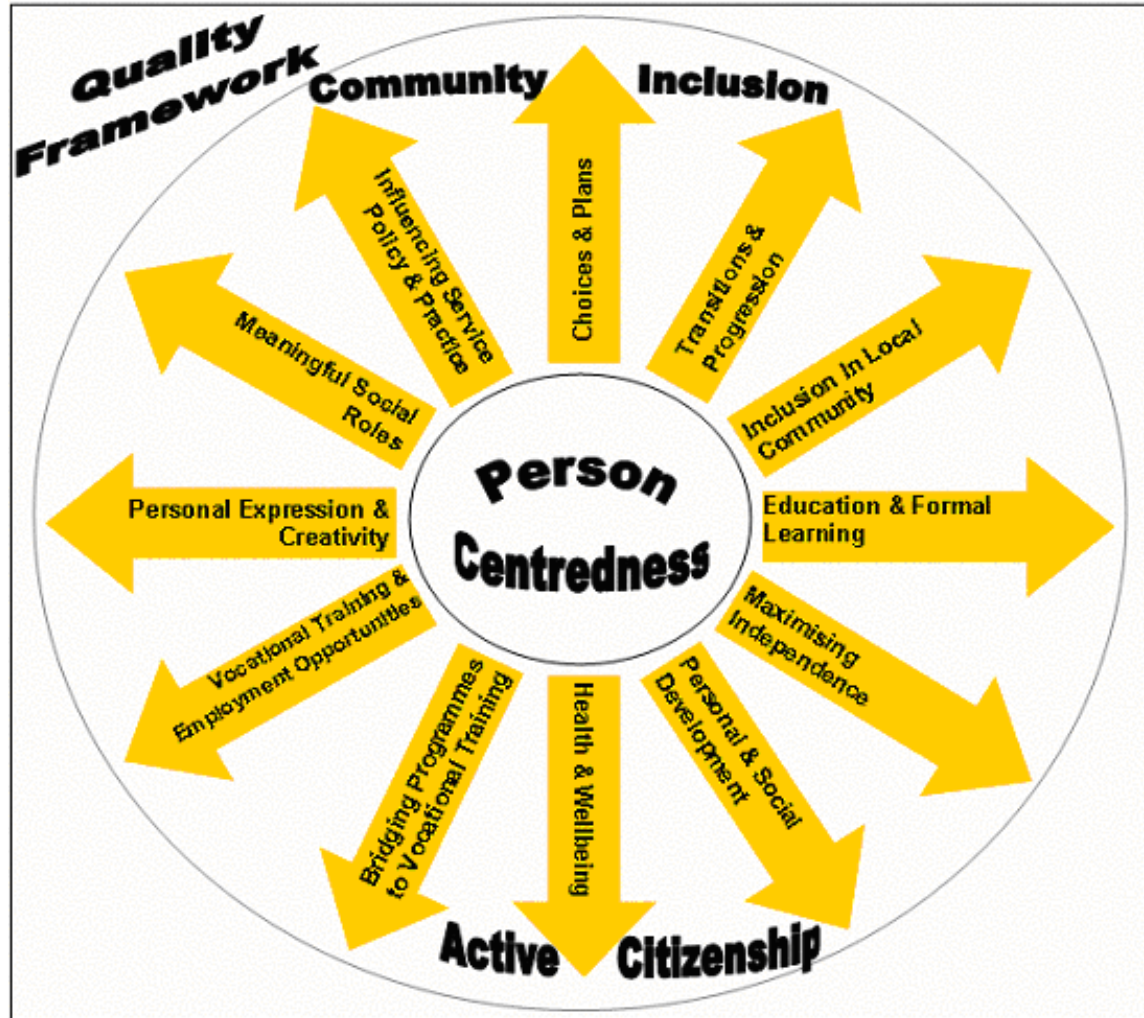 Quality
Framework
Community Inclusion
Choices & Plans
Transitions &
Progression
Inclusion In Local
Community
Education & Formal
Learning
Maximising
Independence
Personal & Social
Development
Health & Wellbeing
Bridging Programmes
to Vocational Training
Vocational Training &
Employment Opportunities
Personal Expression &
Creativity
Meaningful Social
Roles
Influencing Service
Policy & Practice
Person
Centredness
Active Citizenship